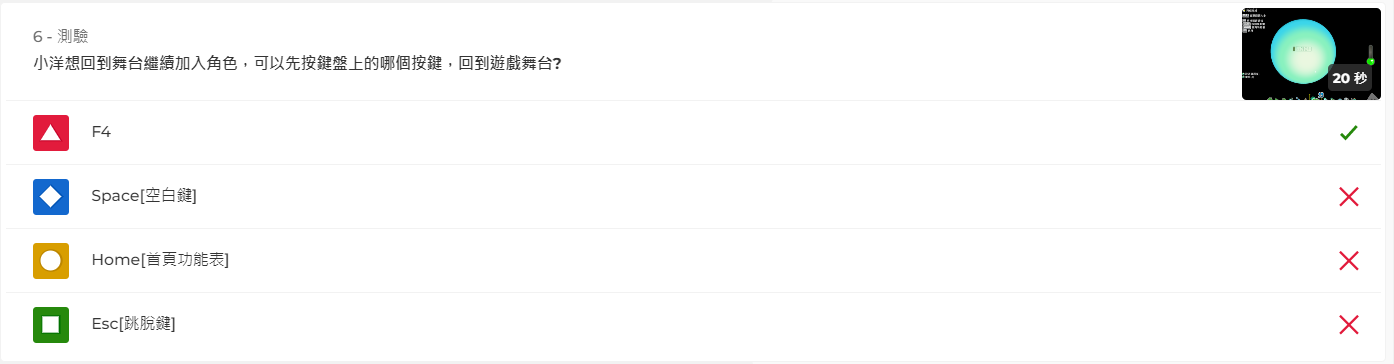 6 - 測驗
小洋想回到舞台繼續加入角色，可以先按鍵盤上的哪個按鍵，回到遊戲舞台?
20 秒
F4
Space[空白鍵]
Home[首頁功能表]
Esc[跳脫鍵]